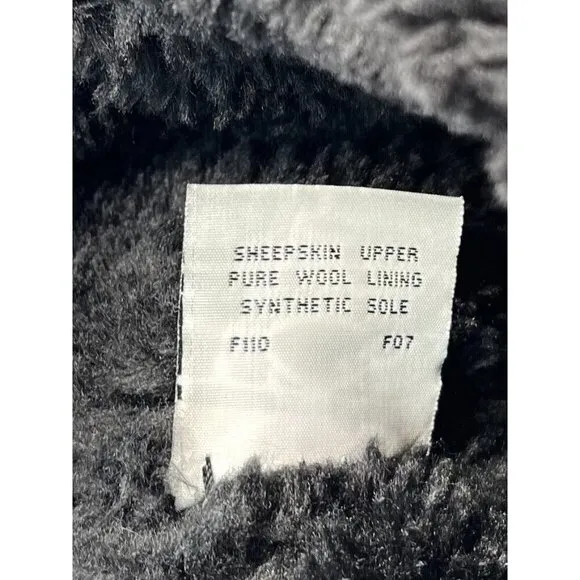 SHEEPSKIN UPPER
PURE WOOL LINING
SYNTHETIC SOLE
F110 F07